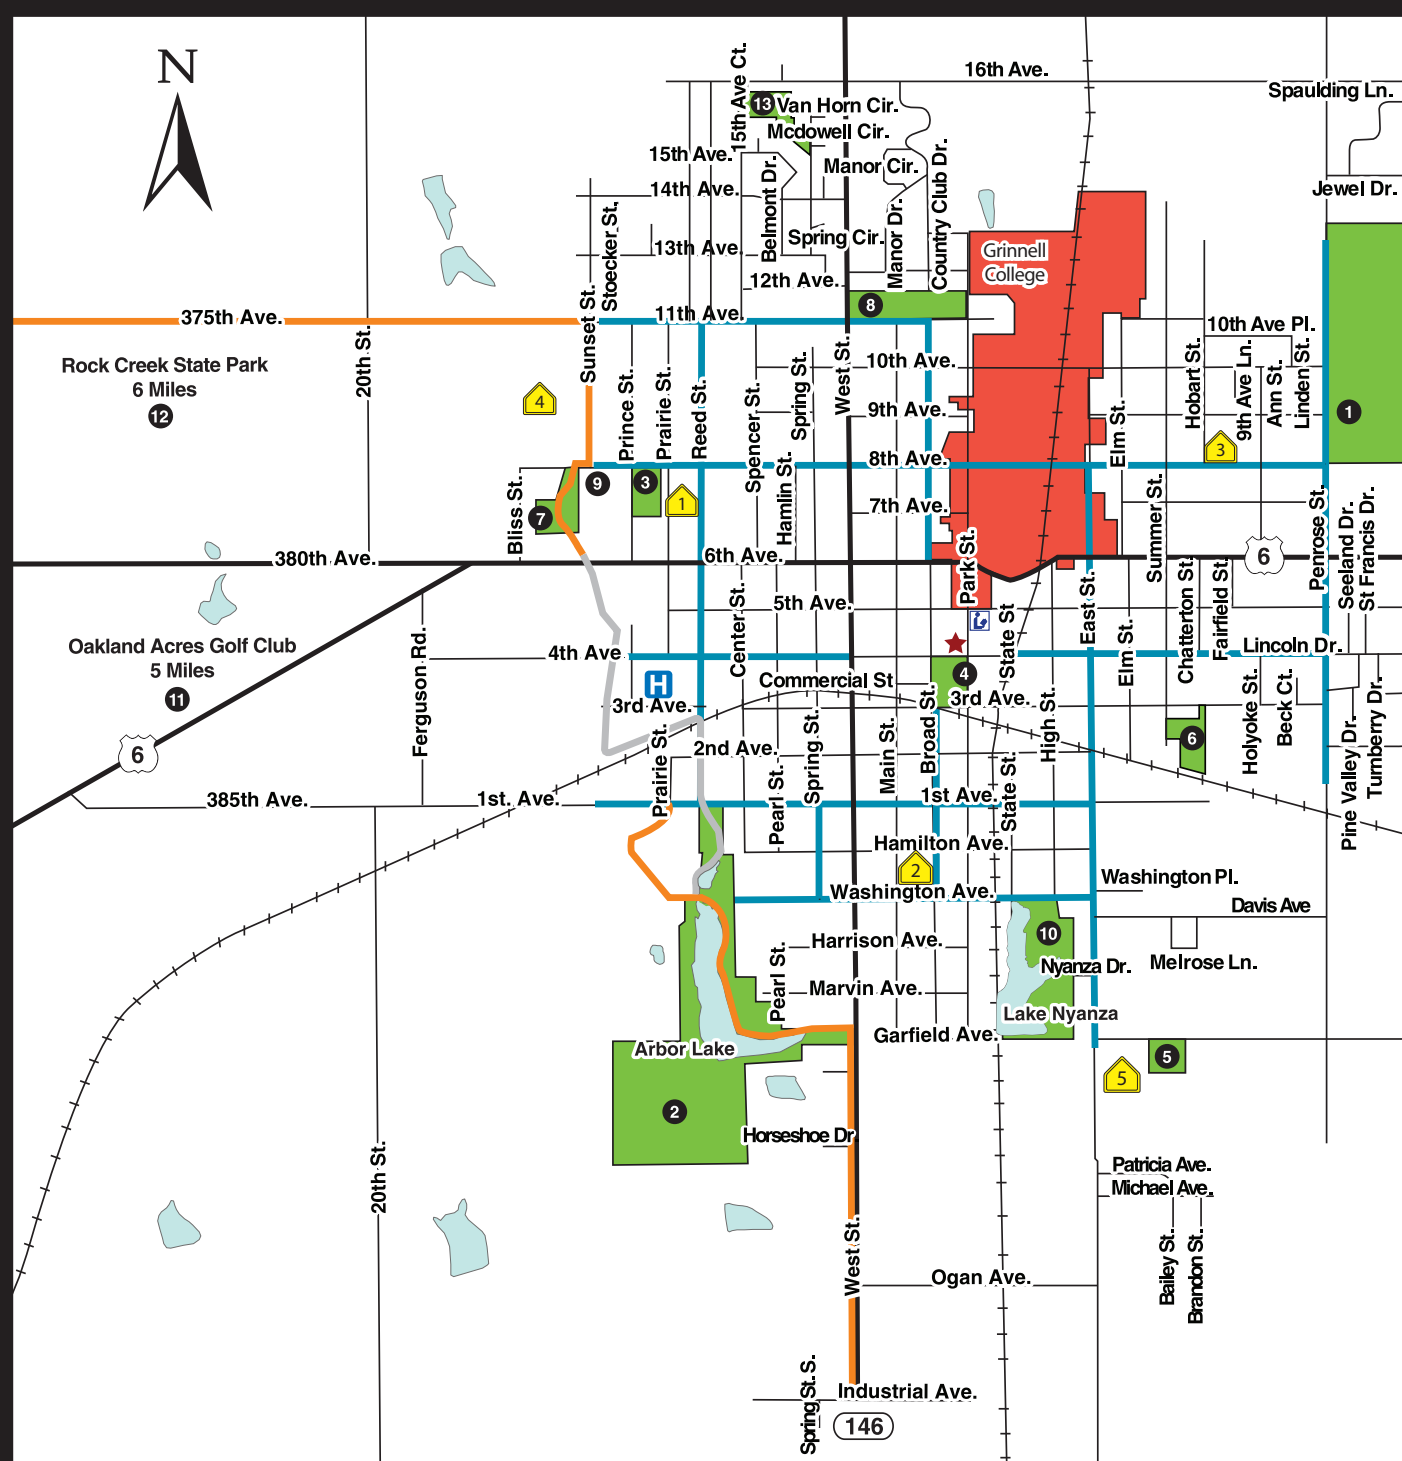 N
16th Ave.
Spaulding Ln.
15th Ave Ct.
13
Van Horn Cir.
Mcdowell Cir.
15th Ave.
Manor Cir.
14th Ave.
Jewel Dr.
Belmont Dr.
Manor Dr.
Country Club Dr.
Stoecker St.
Spring Cir.
13th Ave.
Grinnell
College
12th Ave.
8
375th Ave.
11th Ave.
Sunset St.
20th St.
10th Ave Pl.
Rock Creek State Park
6 Miles
12
4
Prince St.
Prairie St.
Reed St.
Spencer St.
Spring St.
West St.
10th Ave.
9th Ave.
Elm St.
Hobart St.
9th Ave Ln.
Ann St.
Linden St.
1
3
8th Ave.
9
3
1
7
Bliss St.
Hamlin St.
7th Ave.
Summer St.
Penrose St.
Seeland Dr.
St Francis Dr.
380th Ave.
6th Ave.
6
Park St.
5th Ave.
Center St.
State St
East St.
Elm St.
Chatterton St.
Fairfield St.
Oakland Acres Golf Club
5 Miles
11
Ferguson Rd.
4th Ave
Lincoln Dr.
H
Commercial St
4
3rd Ave.
3rd Ave.
6
Prairie St.
2nd Ave.
Pearl St.
Spring St.
Main St.
Broad St.
State St.
High St.
6
Holyoke St.
Beck Ct.
Pine Valley Dr.
Turnberry Dr.
385th Ave.
1st. Ave.
1st Ave.
Hamilton Ave.
2
Washington Ave.
Washington Pl.
Davis Ave
Harrison Ave.
10
Nyanza Dr.
Melrose Ln.
Pearl St.
Marvin Ave.
Lake Nyanza
Garfield Ave.
Arbor Lake
5
5
2
Horseshoe Dr
20th St.
Patricia Ave.
Michael Ave.
West St.
Bailey St.
Brandon St.
Ogan Ave.
Spring St. S.
Industrial Ave.
146